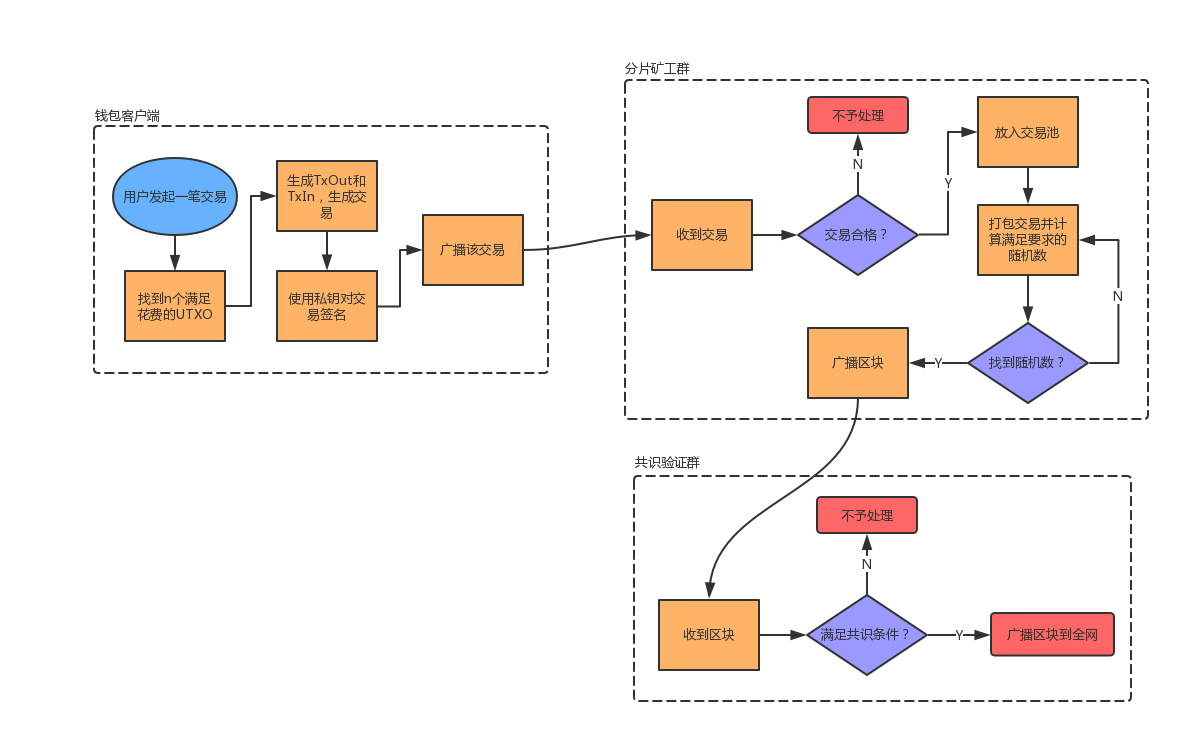 钱包客户端
用户发起一笔交易
找到n个满足
花费的UTXO
生成TxOut和
TxIn，生成交
易
使用私钥对交
易签名
广播该交易
分片矿工群
收到交易
交易合格？
N
不予处理
Y
放入交易池
打包交易并计
算满足要求的
随机数
找到随机数？
N
Y
广播区块
共识验证群
收到区块
满足共识条件？
N
不予处理
Y
广播区块到全网